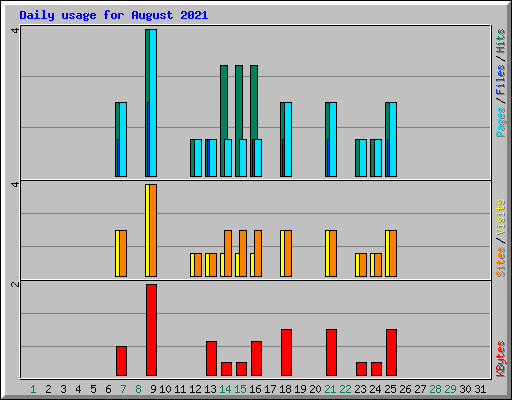 Daily usage for August 2021
4
4
2
Pages / Files / Hits
Sites / Visits
KBytes
1 2 3 4 5 6 7 8 9 10 11 12 13 14 15 16 17 18 19 20 21 22 23 24 25 26 27 28 29 30 31